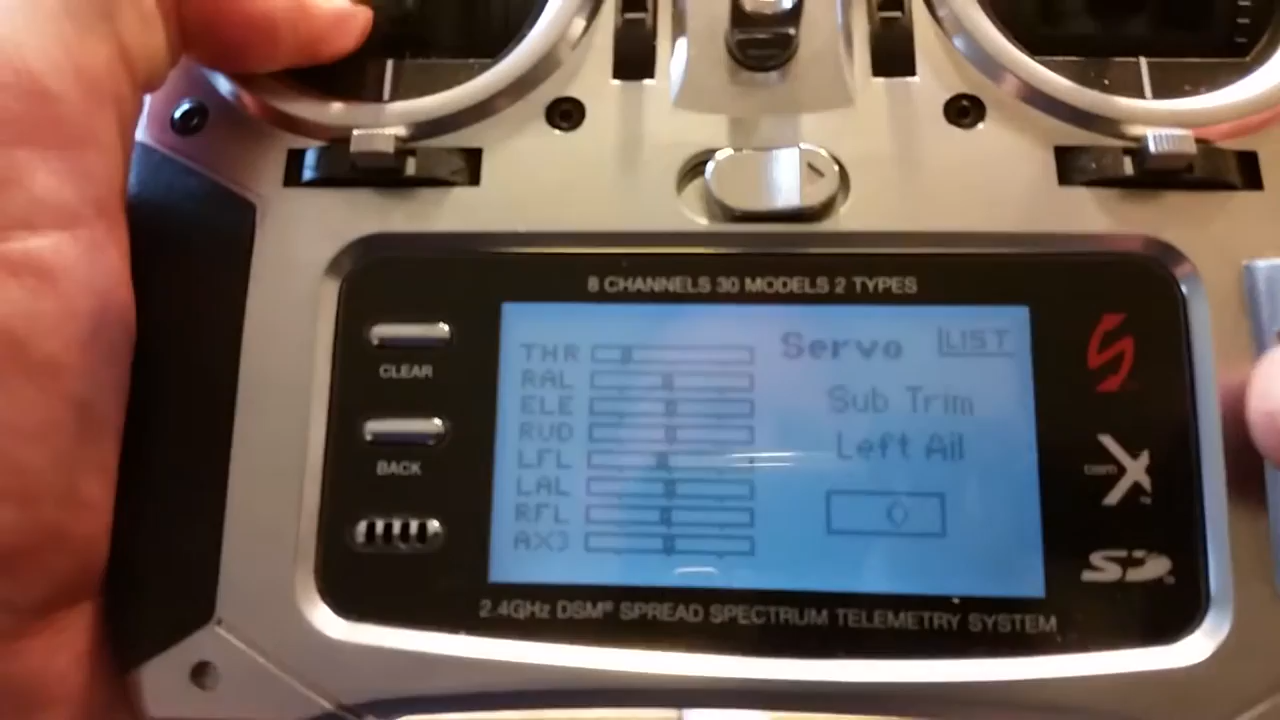 8 CHANNELS 30 MODELS 2 TYPES
THR
RAL
ELE
RUD
LFL
LAL
RFL
AX3
Servo
LIST
Sub Trim
Left Ail
0
CLEAR
BACK
X
SD
2.4GHz DSM® SPREAD SPECTRUM TELEMETRY SYSTEM